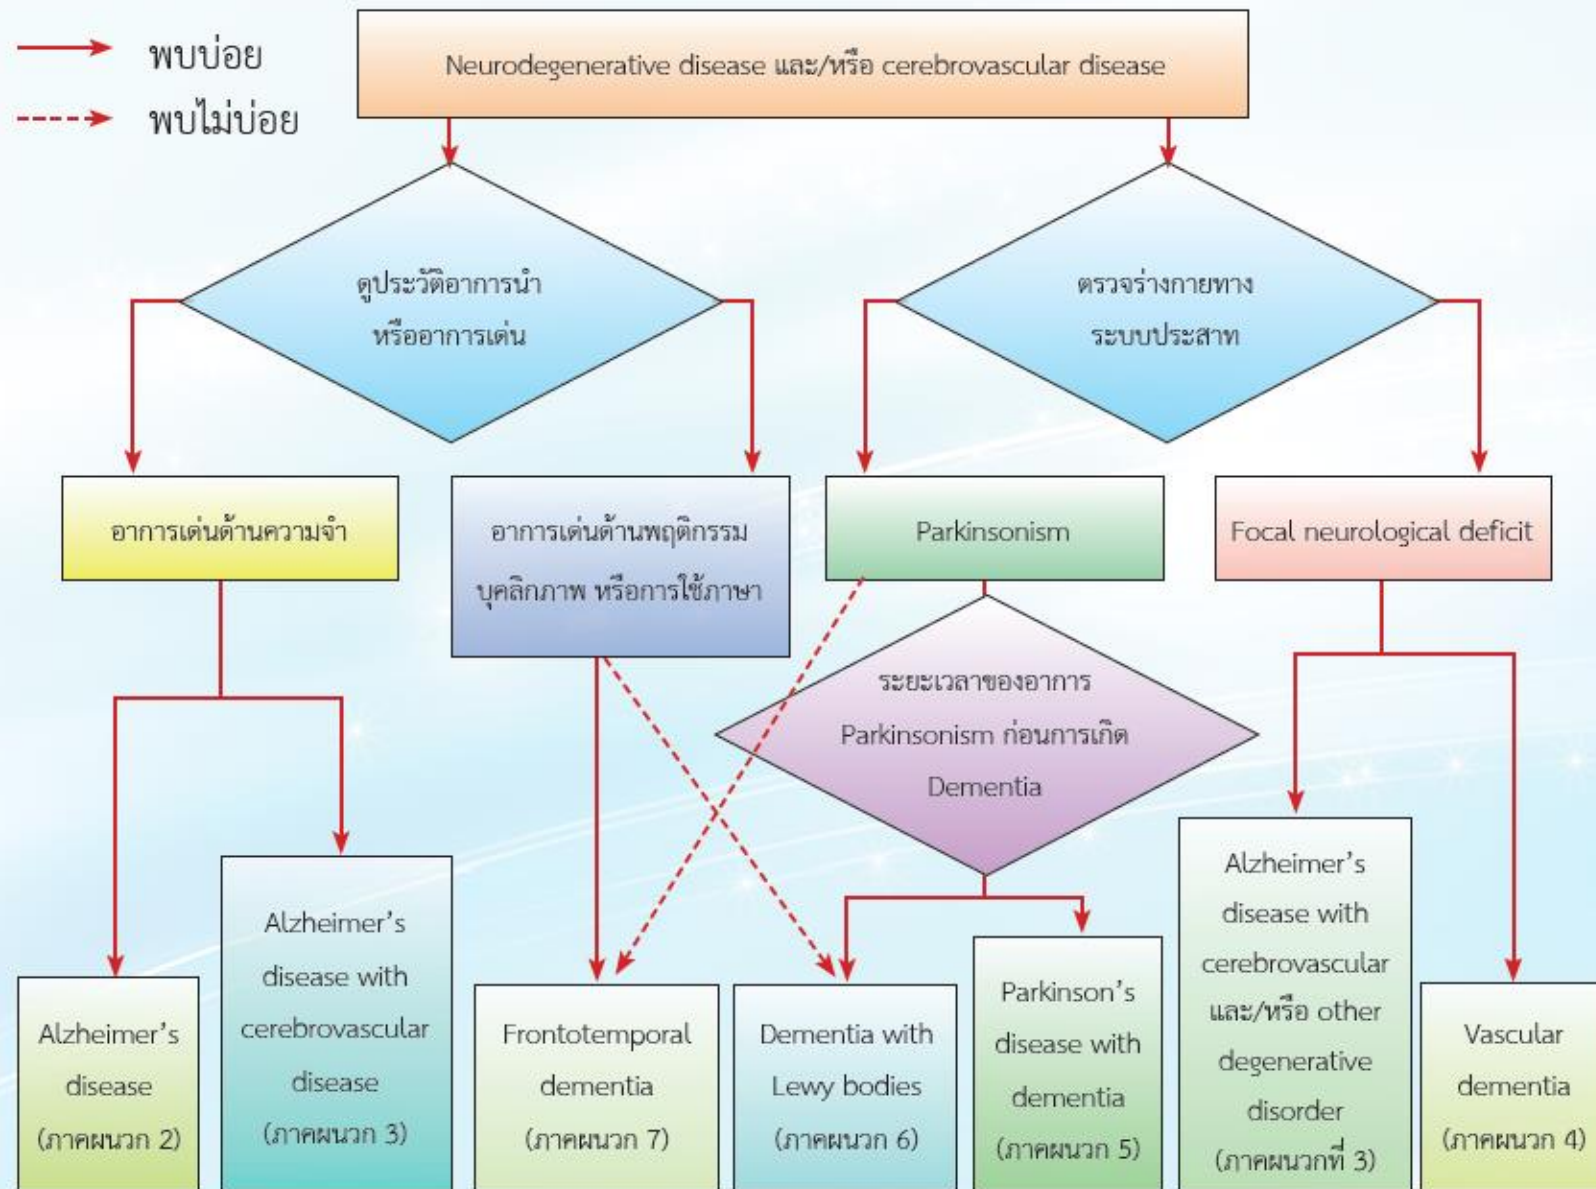 พบบ่อย
พบไม่บ่อย
Neurodegenerative disease และ/หรือ cerebrovascular disease
ดูประวัติอาการนำ
หรืออาการเด่น
ตรวจร่างกายทาง
ระบบประสาท
อาการเด่นด้านความจำ
อาการเด่นด้านพฤติกรรม
บุคลิกภาพ หรือการใช้ภาษา
Parkinsonism
Focal neurological deficit
ระยะเวลาของอาการ
Parkinsonism ก่อนการเกิด
Dementia
Alzheimer's
disease
(ภาคผนวก 2)
Alzheimer's
disease with
cerebrovascular
disease
(ภาคผนวก 3)
Frontotemporal
dementia
(ภาคผนวก 7)
Dementia with
Lewy bodies
(ภาคผนวก 6)
Parkinson's
disease with
dementia
(ภาคผนวก 5)
Alzheimer's
disease with
cerebrovascular
และ/หรือ other
degenerative
disorder
(ภาคผนวกที่ 3)
Vascular
dementia
(ภาคผนวก 4)